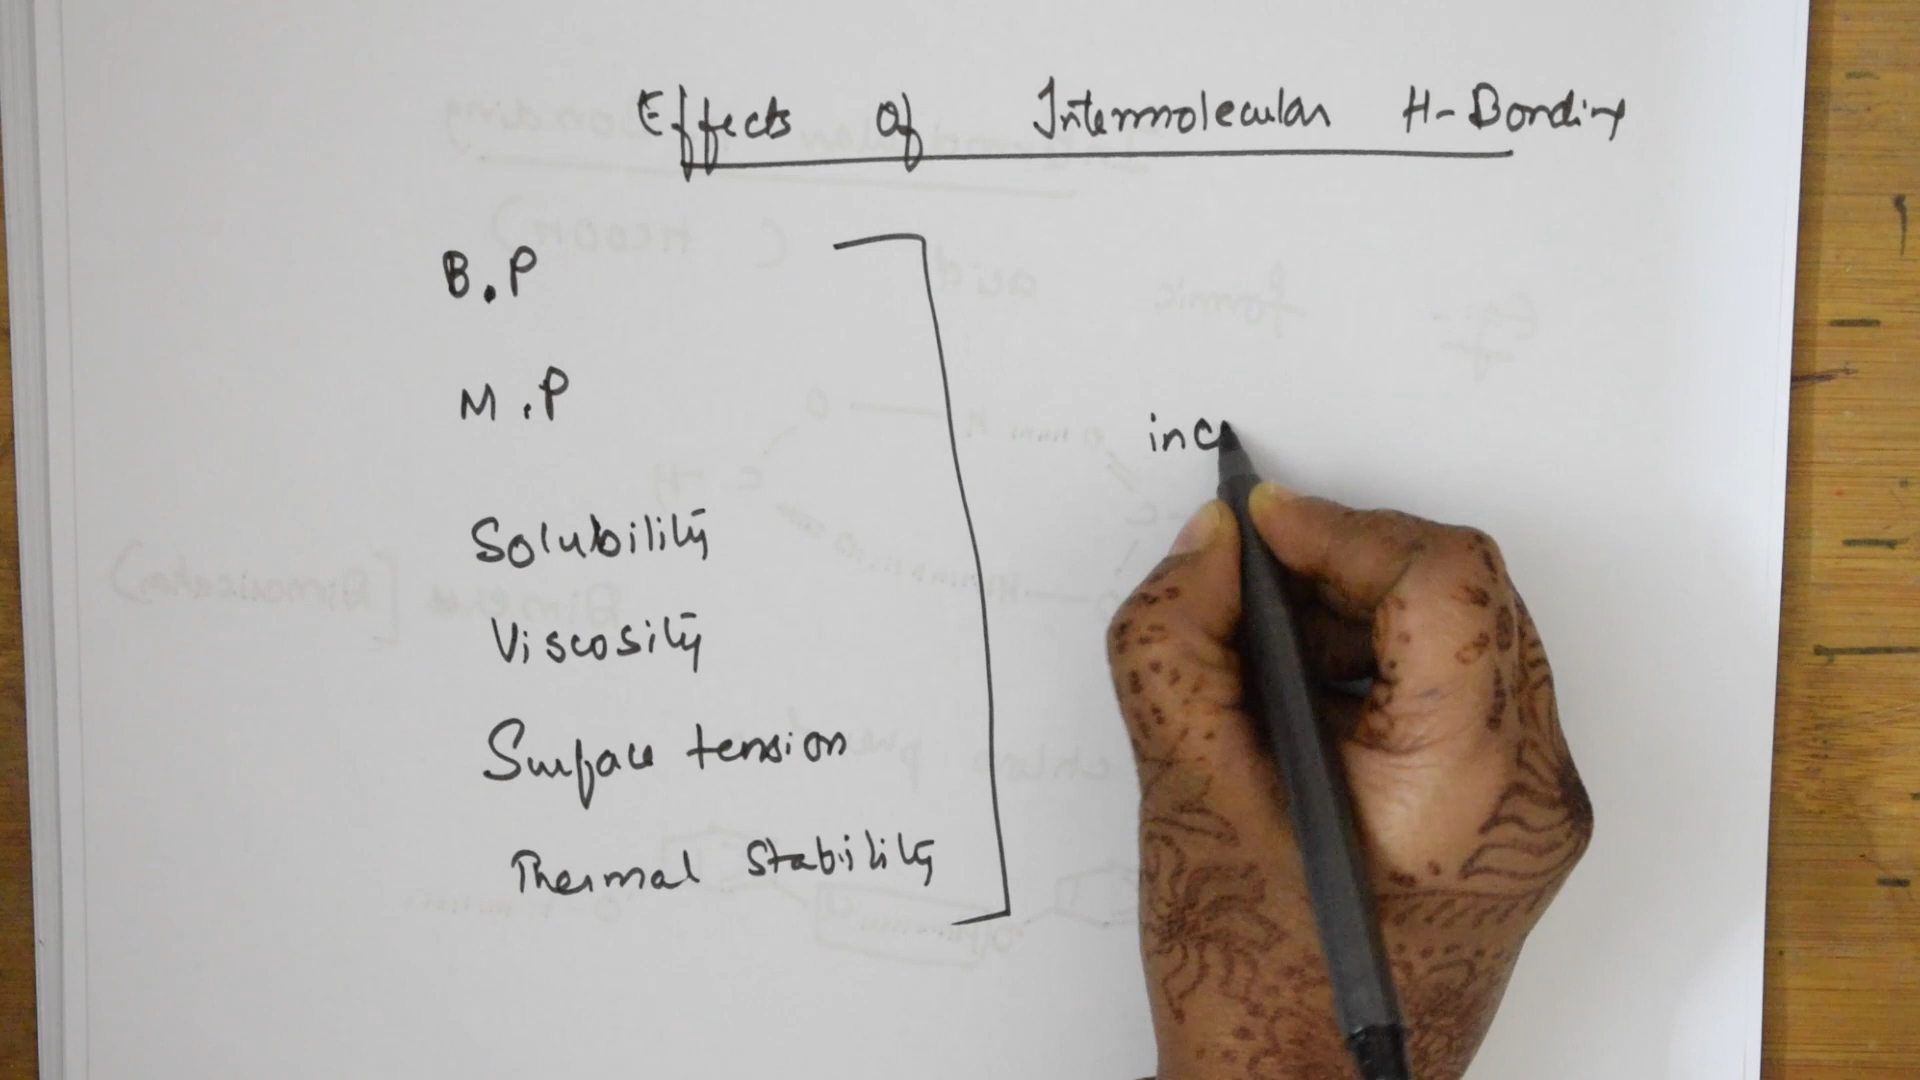 Effects of Intermolecular H-Bonding
B.P
M.P
inc
Solubility
Viscosity
Surface tension
Thermal Stability